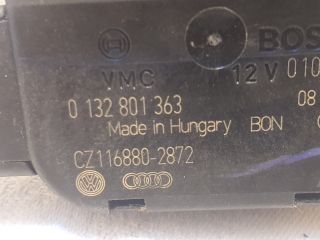 BOS
VMC 12 V 010
0 132 801 363 08
Made in Hungary BON
CZ116880-2872